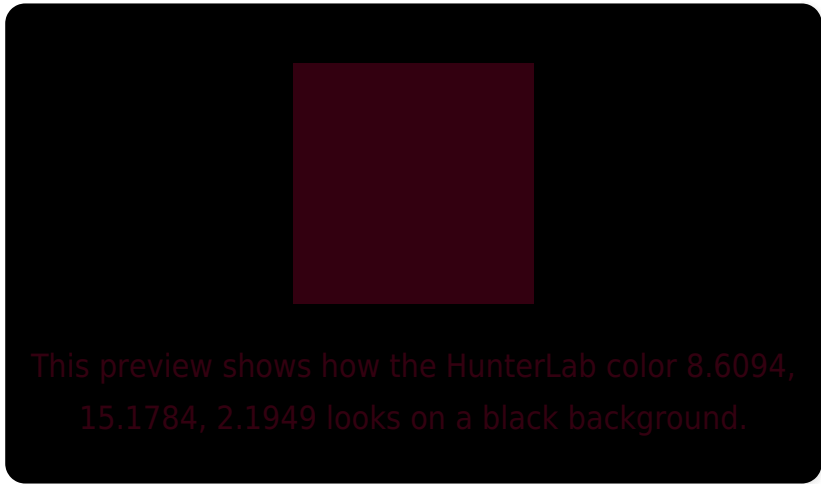 This preview shows how the HunterLab color 8.6094,
15.1784, 2.1949 looks on a black background.